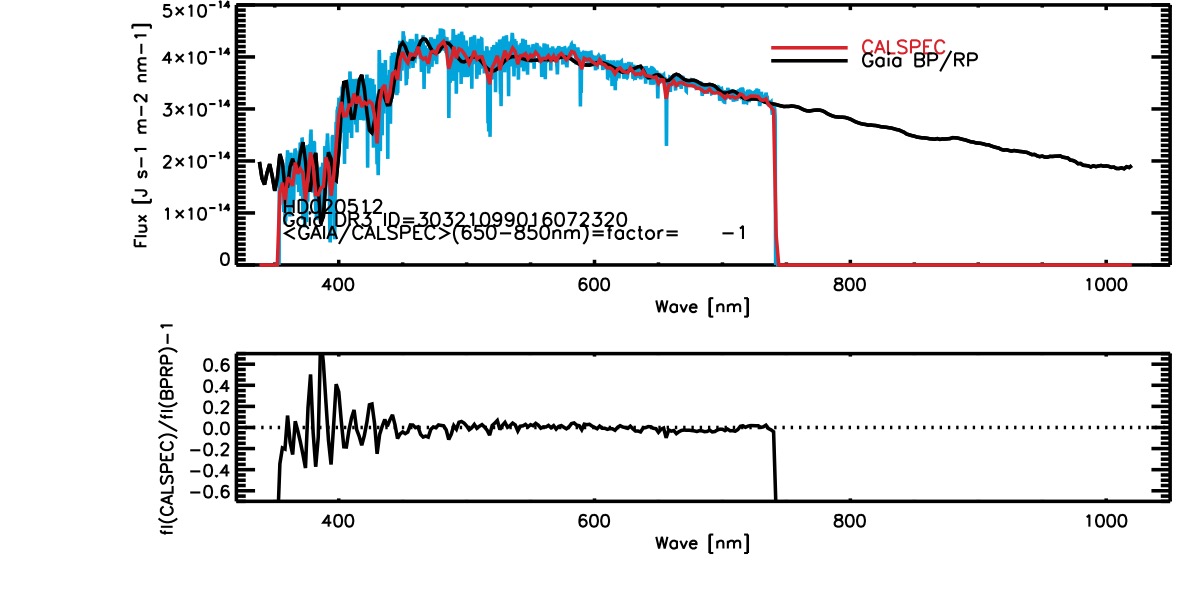 5×10−14
4×10−14
3×10−14
2×10−14
1×10−14
0
Flux [J s−1 m−2 nm−1]
CALSPEC
Gaia BP/RP
HD020512
Gaia DR3 ID=30321099016072320
<GAIA/CALSPEC>(650−850nm)=factor= −1
400 600 800 1000
Wave [nm]
fl(CALSPEC)/fl(BPRP)−1
0.6
0.4
0.2
0.0
−0.2
−0.4
−0.6
400 600 800 1000
Wave [nm]